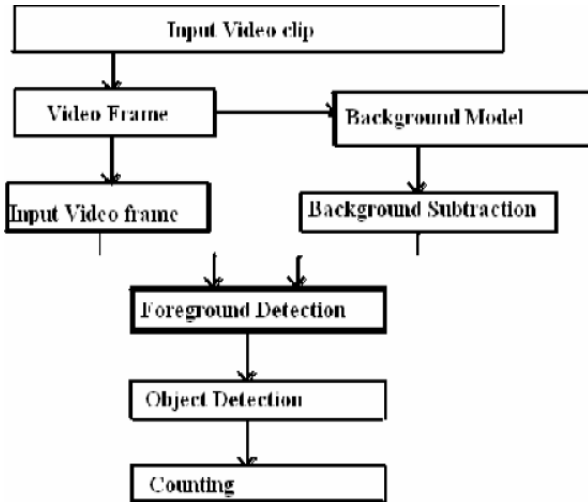 Input Video clip
Video Frame
Background Model
Input Video frame
Background Subtraction
Foreground Detection
Object Detection
Counting